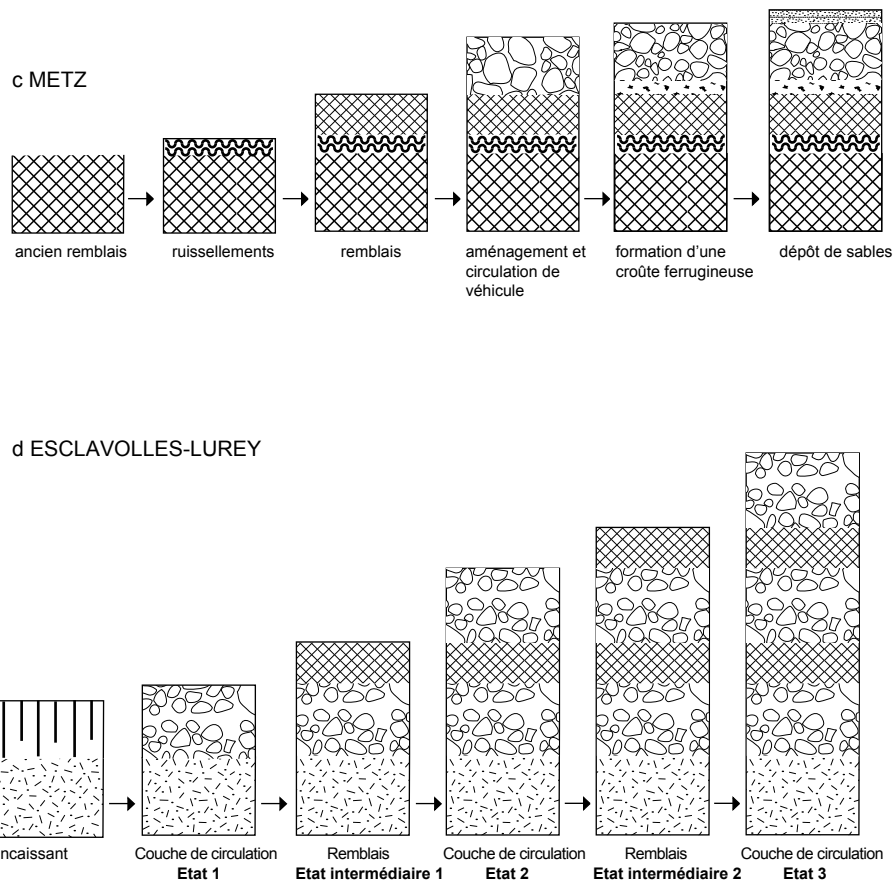 c METZ
ancien remblais
ruissellements
remblais
aménagement et
circulation de
véhicule
formation d'une
croûte ferrugineuse
dépôt de sables
d ESCLAVOLLES-LUREY
ncaissant
Couche de circulation
Etat 1
Remblais
Etat intermédiaire 1
Couche de circulation
Etat 2
Remblais
Etat intermédiaire 2
Couche de circulation
Etat 3